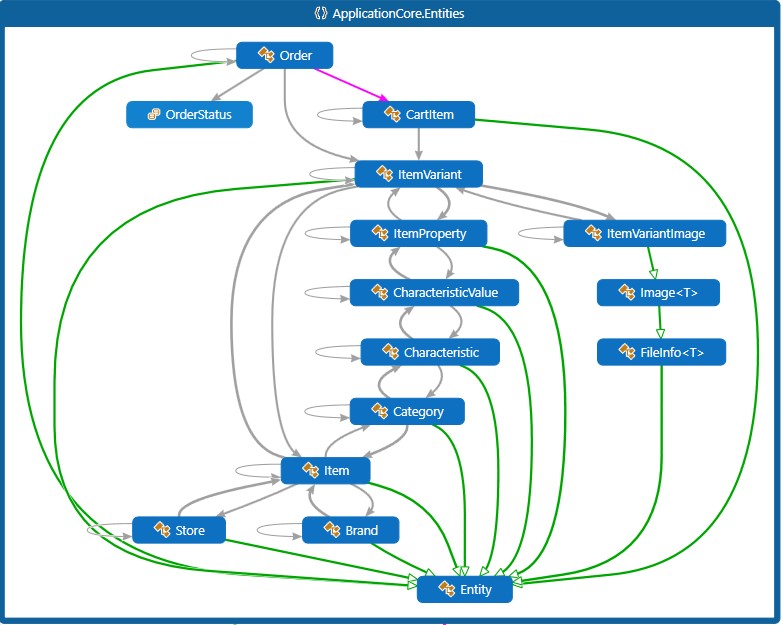 ApplicationCore.Entities
Order
OrderStatus
CartItem
ItemVariant
ItemProperty
ItemVariantImage
CharacteristicValue
Image<T>
Characteristic
FileInfo<T>
Category
Item
Store
Brand
Entity